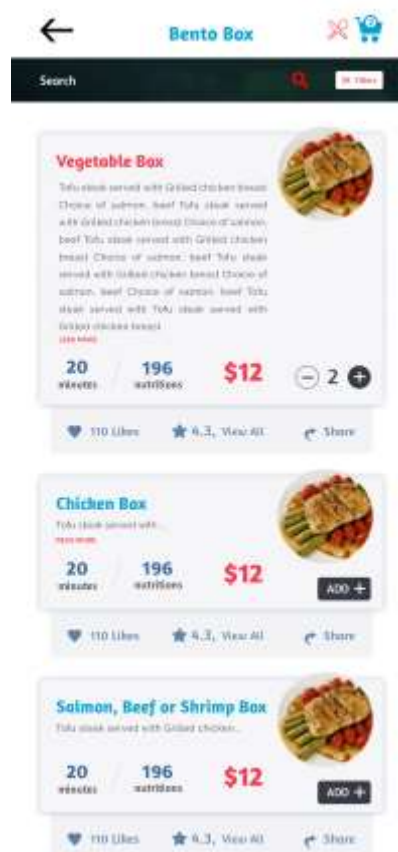 Bento Box
2
Search
Filters
Vegetable Box
Tofu steak served with Grilled chicken breast
Choice of salmon, beef Tofu steak served
with Grilled chicken breast Choice of salmon,
beef Tofu steak served with Grilled chicken
breast Choice of salmon, beef Tofu steak
served with Grilled chicken breast Choice of
salmon, beef Choice of salmon, beef Tofu
steak served with Tofu steak served with
Grilled chicken breast
LESS MORE
20 196 $12 2
minutes nutritions
110 Likes 4.3, View All Share
Chicken Box
Tofu steak served with...
READ MORE
20 196 $12
minutes nutritions ADD +
110 Likes 4.3, View All Share
Salmon, Beef or Shrimp Box
Tofu steak served with Grilled chicken...
20 196 $12
minutes nutritions ADD +
110 Likes 4.3, View All Share